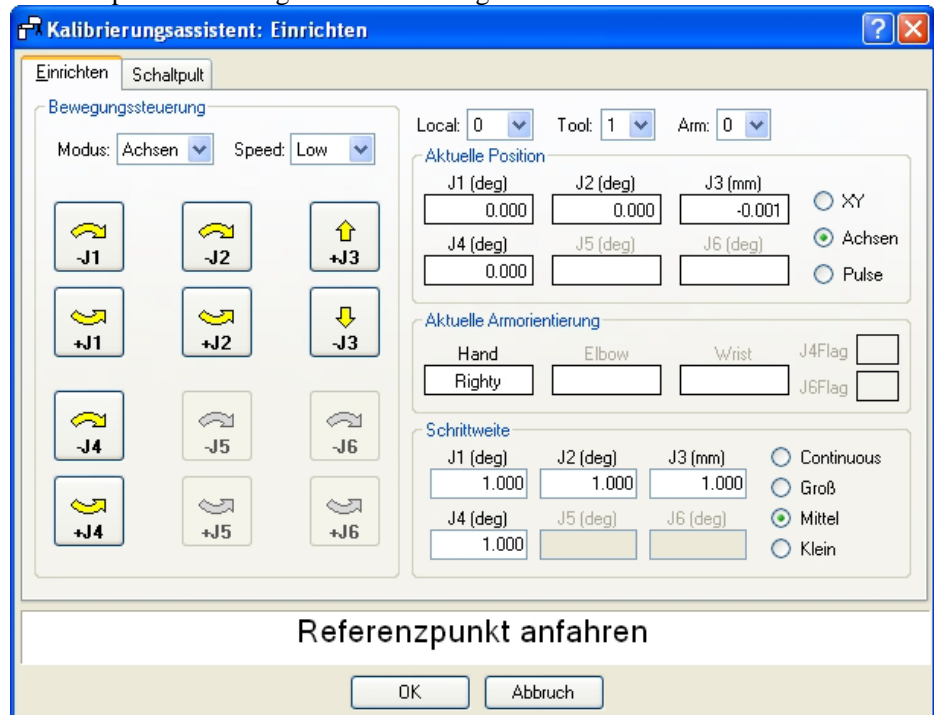 Kalibrierungsassistent: Einrichten
Einrichten Schaltpult
Bewegungssteuerung
Modus: Achsen Speed: Low
-J1 -J2 +J3
+J1 +J2 -J3
-J4 -J5 -J6
+J4 +J5 +J6
Local: 0 Tool: 1 Arm: 0
Aktuelle Position
J1 (deg) J2 (deg) J3 (mm)
0.000 0.000 -0.001
J4 (deg) J5 (deg) J6 (deg)
0.000
XY
Achsen
Pulse
Aktuelle Armorientierung
Hand Elbow Wrist J4Flag
Righty J6Flag
Schrittweite
J1 (deg) J2 (deg) J3 (mm)
1.000 1.000 1.000
J4 (deg) J5 (deg) J6 (deg)
1.000
Continuous
Groß
Mittel
Klein
Referenzpunkt anfahren
OK Abbruch